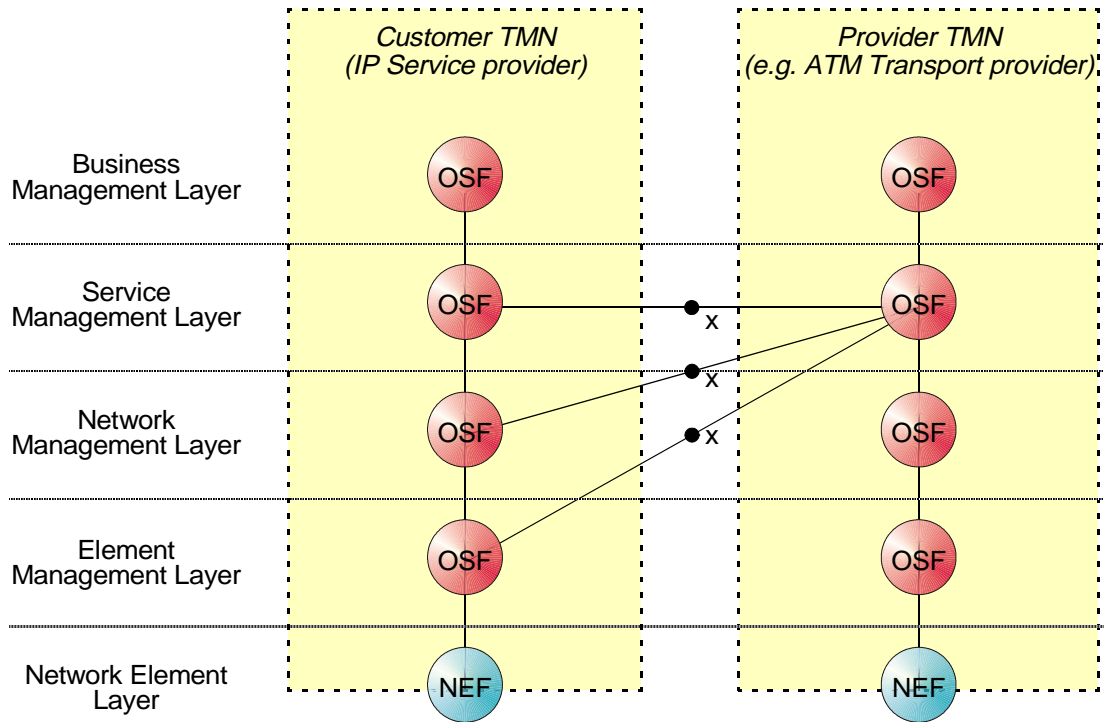 Customer TMN
(IP Service provider)
Provider TMN
(e.g. ATM Transport provider)
Business
Management Layer
OSF
OSF
Service
Management Layer
OSF
x
OSF
x
Network
Management Layer
OSF
x
OSF
Element
Management Layer
OSF
OSF
Network Element
Layer
NEF
NEF